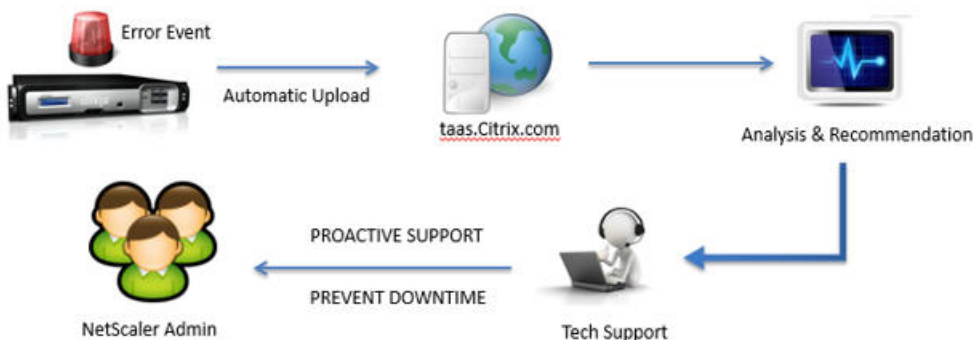 Error Event
Automatic Upload
taas.Citrix.com
Analysis & Recommendation
PROACTIVE SUPPORT
PREVENT DOWNTIME
NetScaler Admin
Tech Support